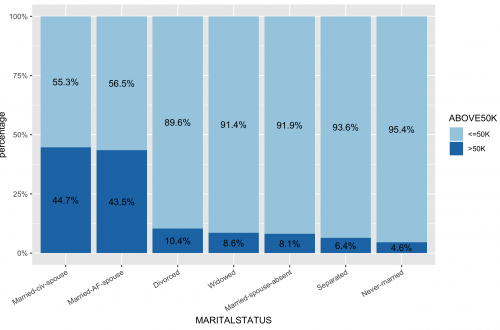 100%
75%
50%
25%
0%
percentage
55.3%
56.5%
89.6%
91.4%
91.9%
93.6%
95.4%
44.7%
43.5%
10.4%
8.6%
8.1%
6.4%
4.6%
Married-civ-spouse
Married-AF-spouse
Divorced
Widowed
Married-spouse-absent
Separated
Never-married
MARITALSTATUS
ABOVE50K
<=50K
>50K